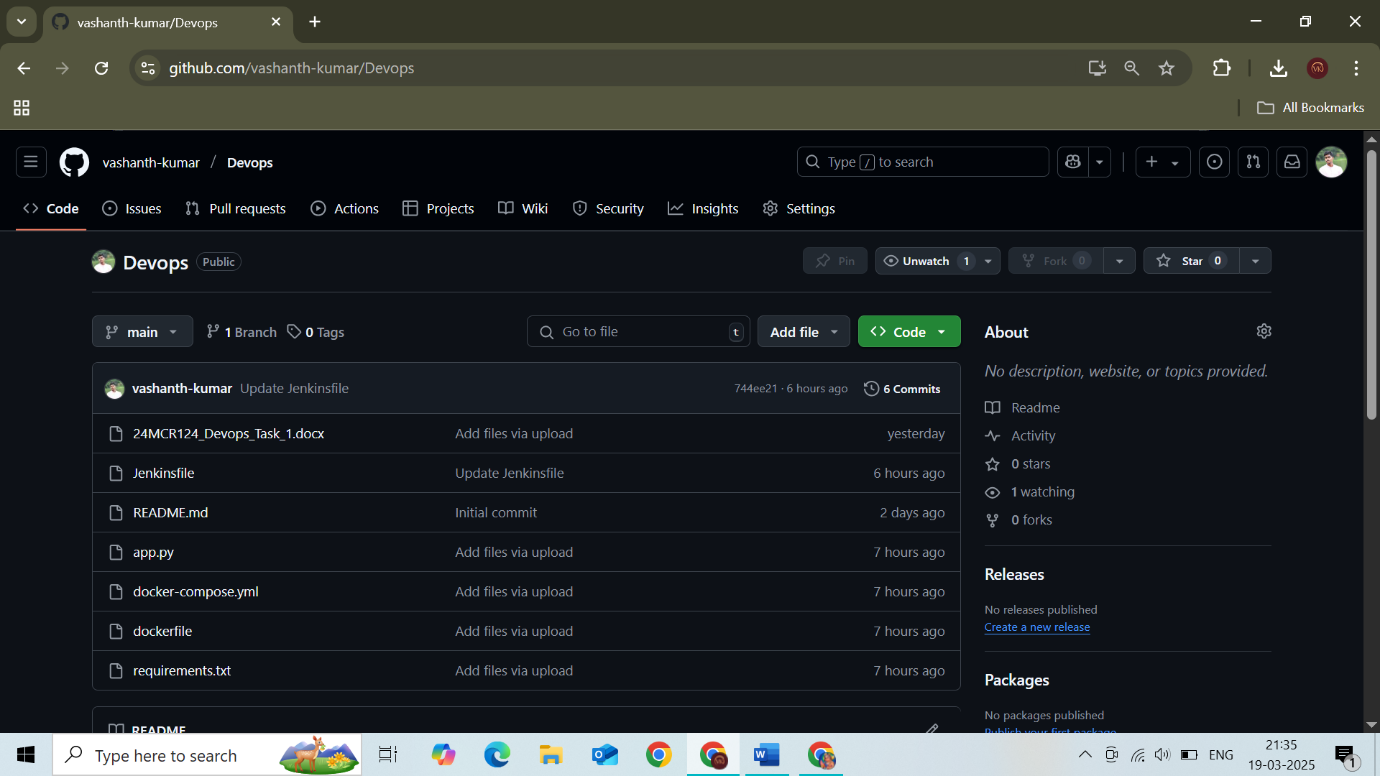 vashanth-kumar/Devops
github.com/vashanth-kumar/Devops
All Bookmarks
vashanth-kumar / Devops
Type / to search
Code Issues Pull requests Actions Projects Wiki Security Insights Settings
Devops Public
Pin Unwatch 1 Fork 0 Star 0
main 1 Branch 0 Tags Go to file t Add file Code
About
No description, website, or topics provided.
vashanth-kumar Update Jenkinsfile 744ee21 · 6 hours ago 6 Commits
24MCR124_Devops_Task_1.docx Add files via upload yesterday
Jenkinsfile Update Jenkinsfile 6 hours ago
README.md Initial commit 2 days ago
app.py Add files via upload 7 hours ago
docker-compose.yml Add files via upload 7 hours ago
dockerfile Add files via upload 7 hours ago
requirements.txt Add files via upload 7 hours ago
README
Readme
Activity
0 stars
1 watching
0 forks
Releases
No releases published
Create a new release
Packages
No packages published
Publish your first package
Type here to search
ENG
21:35
19-03-2025
1